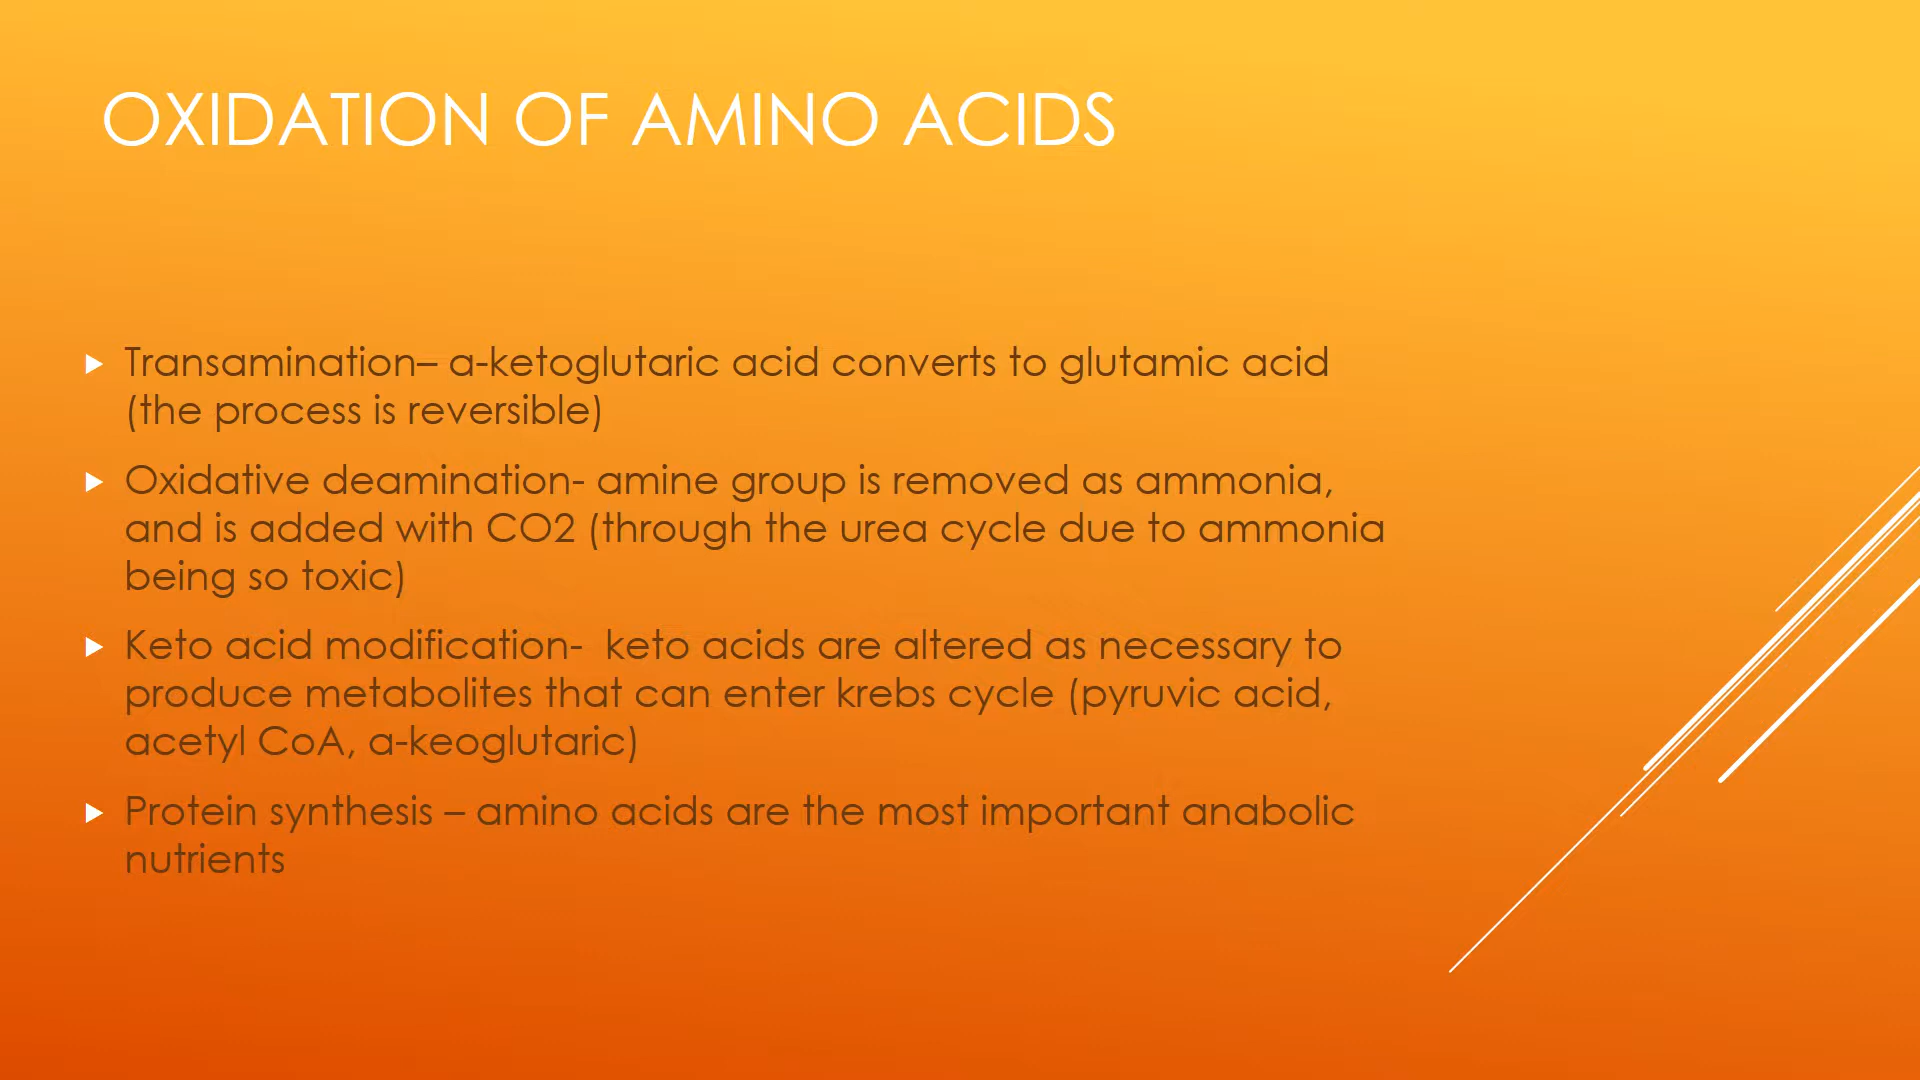 OXIDATION OF AMINO ACIDS
Transamination– a-ketoglutaric acid converts to glutamic acid
(the process is reversible)
Oxidative deamination- amine group is removed as ammonia,
and is added with CO2 (through the urea cycle due to ammonia
being so toxic)
Keto acid modification-  keto acids are altered as necessary to
produce metabolites that can enter krebs cycle (pyruvic acid,
acetyl CoA, a-keoglutaric)
Protein synthesis – amino acids are the most important anabolic
nutrients